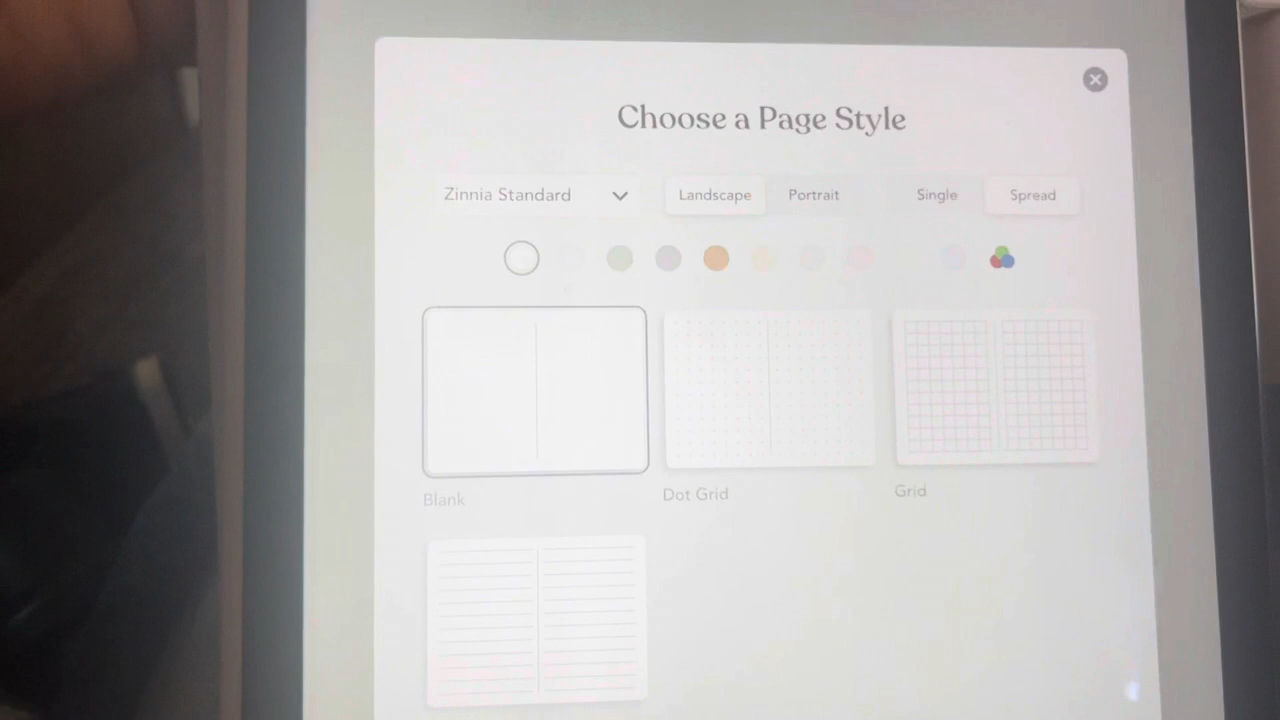 Choose a Page Style
Zinnia Standard Landscape Portrait Single Spread
Blank Dot Grid Grid